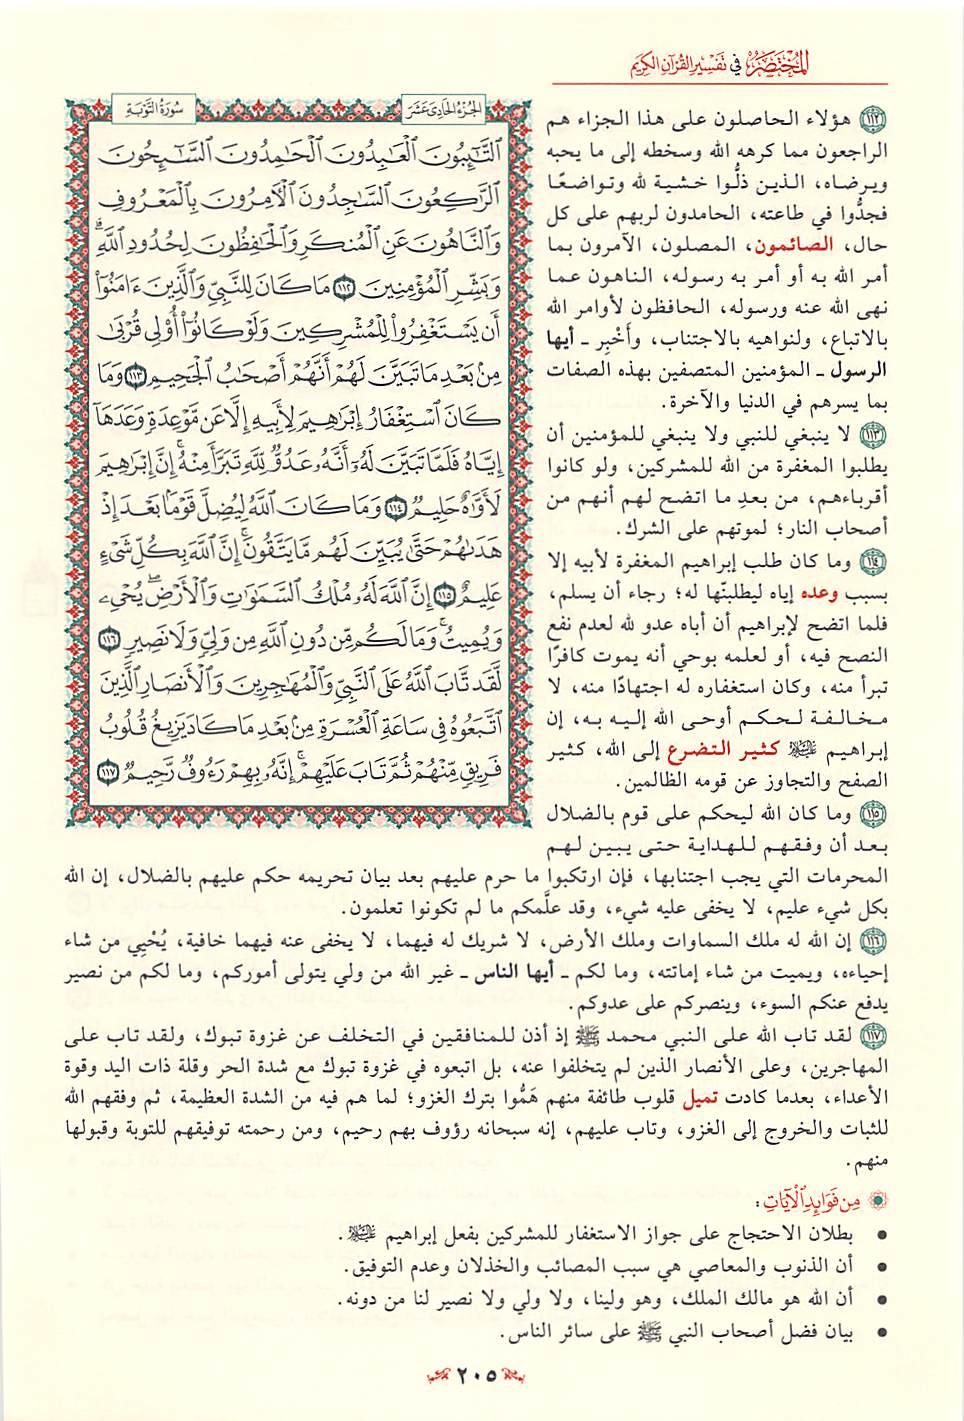 المُخْتَصَرُ في تَفْسِيرِ القُرْآنِ الكَرِيمِ
الجُزْءُ الحَادِيَ عَشَرَ
سُورَةُ التَّوْبَةِ
ٱلتَّٰٓئِبُونَ ٱلْعَٰبِدُونَ ٱلْحَٰمِدُونَ ٱلسَّٰٓئِحُونَ
ٱلرَّٰكِعُونَ ٱلسَّٰجِدُونَ ٱلْءَامِرُونَ بِٱلْمَعْرُوفِ
وَٱلنَّاهُونَ عَنِ ٱلْمُنكَرِ وَٱلْحَٰفِظُونَ لِحُدُودِ ٱللَّهِۗ
وَبَشِّرِ ٱلْمُؤْمِنِينَ ١١٢ مَا كَانَ لِلنَّبِيِّ وَٱلَّذِينَ ءَامَنُوٓا۟
أَن يَسْتَغْفِرُوا۟ لِلْمُشْرِكِينَ وَلَوْ كَانُوٓا۟ أُو۟لِى قُرْبَىٰ
مِنۢ بَعْدِ مَا تَبَيَّنَ لَهُمْ أَنَّهُمْ أَصْحَٰبُ ٱلْجَحِيمِ ١١٣ وَمَا
كَانَ ٱسْتِغْفَارُ إِبْرَٰهِيمَ لِأَبِيهِ إِلَّا عَن مَّوْعِدَةٍ وَعَدَهَآ
إِيَّاهُ فَلَمَّا تَبَيَّنَ لَهُۥٓ أَنَّهُۥ عَدُوٌّ لِّلَّهِ تَبَرَّأَ مِنْهُۚ إِنَّ إِبْرَٰهِيمَ
لَأَوَّٰهٌ حَلِيمٌ ١١٤ وَمَا كَانَ ٱللَّهُ لِيُضِلَّ قَوْمًۢا بَعْدَ إِذْ
هَدَىٰهُمْ حَتَّىٰ يُبَيِّنَ لَهُم مَّا يَتَّقُونَۚ إِنَّ ٱللَّهَ بِكُلِّ شَىْءٍ
عَلِيمٌ ١١٥ إِنَّ ٱللَّهَ لَهُۥ مُلْكُ ٱلسَّمَٰوَٰتِ وَٱلْأَرْضِۖ يُحْىِۦ
وَيُمِيتُۚ وَمَا لَكُم مِّن دُونِ ٱللَّهِ مِن وَلِىٍّ وَلَا نَصِيرٍ ١١٦
لَّقَد تَّابَ ٱللَّهُ عَلَى ٱلنَّبِىِّ وَٱلْمُهَٰجِرِينَ وَٱلْأَنصَارِ ٱلَّذِينَ
ٱتَّبَعُوهُ فِى سَاعَةِ ٱلْعُسْرَةِ مِنۢ بَعْدِ مَا كَادَ يَزِيغُ قُلُوبُ
فَرِيقٍ مِّنْهُمْ ثُمَّ تَابَ عَلَيْهِمْۚ إِنَّهُۥ بِهِمْ رَءُوفٌ رَّحِيمٌ ١١٧
١١٢ هؤلاء الحاصلون على هذا الجزاء هم
الراجعون مما كرهه الله وسخطه إلى ما يحبه
ويرضاه، الذين ذلُّوا خشية لله وتواضعًا
فجدُّوا في طاعته، الحامدون لربهم على كل
حال، الصائمون، المصلون، الآمرون بما
أمر الله به أو أمر به رسوله، الناهون عما
نهى الله عنه ورسوله، الحافظون لأوامر الله
بالاتباع، ولنواهيه بالاجتناب، وأَخْبِر ـ أيها
الرسول ـ المؤمنين المتصفين بهذه الصفات
بما يسرهم في الدنيا والآخرة.
١١٣ لا ينبغي للنبي ولا ينبغي للمؤمنين أن
يطلبوا المغفرة من الله للمشركين، ولو كانوا
أقرباءهم، من بعدِ ما اتضح لهم أنهم من
أصحاب النار؛ لموتهم على الشرك.
١١٤ وما كان طلب إبراهيم المغفرة لأبيه إلا
بسبب وعده إياه ليطلبنّها له؛ رجاء أن يسلم،
فلما اتضح لإبراهيم أن أباه عدو لله لعدم نفع
النصح فيه، أو لعلمه بوحي أنه يموت كافرًا
تبرأ منه، وكان استغفاره له اجتهادًا منه، لا
مخالفة لحكم أوحى الله إليه به، إن
إبراهيم عليه السلام كثير التضرع إلى الله، كثير
الصفح والتجاوز عن قومه الظالمين.
١١٥ وما كان الله ليحكم على قوم بالضلال
بعد أن وفقهم للهداية حتى يبين لهم
المحرمات التي يجب اجتنابها، فإن ارتكبوا ما حرم عليهم بعد بيان تحريمه حكم عليهم بالضلال، إن الله
بكل شيء عليم، لا يخفى عليه شيء، وقد علَّمكم ما لم تكونوا تعلمون.
١١٦ إن الله له ملك السماوات وملك الأرض، لا شريك له فيهما، لا يخفى عنه فيهما خافية، يُحْيِي من شاء
إحياءه، ويميت من شاء إماتته، وما لكم ـ أيها الناس ـ غير الله من ولي يتولى أموركم، وما لكم من نصير
يدفع عنكم السوء، وينصركم على عدوكم.
١١٧ لقد تاب الله على النبي محمد ﷺ إذ أذن للمنافقين في التخلف عن غزوة تبوك، ولقد تاب على
المهاجرين، وعلى الأنصار الذين لم يتخلفوا عنه، بل اتبعوه في غزوة تبوك مع شدة الحر وقلة ذات اليد وقوة
الأعداء، بعدما كادت تميل قلوب طائفة منهم هَمُّوا بترك الغزو؛ لما هم فيه من الشدة العظيمة، ثم وفقهم الله
للثبات والخروج إلى الغزو، وتاب عليهم، إنه سبحانه رؤوف بهم رحيم، ومن رحمته توفيقهم للتوبة وقبولها
منهم.
مِن فَوَائِدِ الْآيَاتِ:
• بطلان الاحتجاج على جواز الاستغفار للمشركين بفعل إبراهيم عليه السلام.
• أن الذنوب والمعاصي هي سبب المصائب والخذلان وعدم التوفيق.
• أن الله هو مالك الملك، وهو ولينا، ولا ولي ولا نصير لنا من دونه.
• بيان فضل أصحاب النبي ﷺ على سائر الناس.
٢٠٥